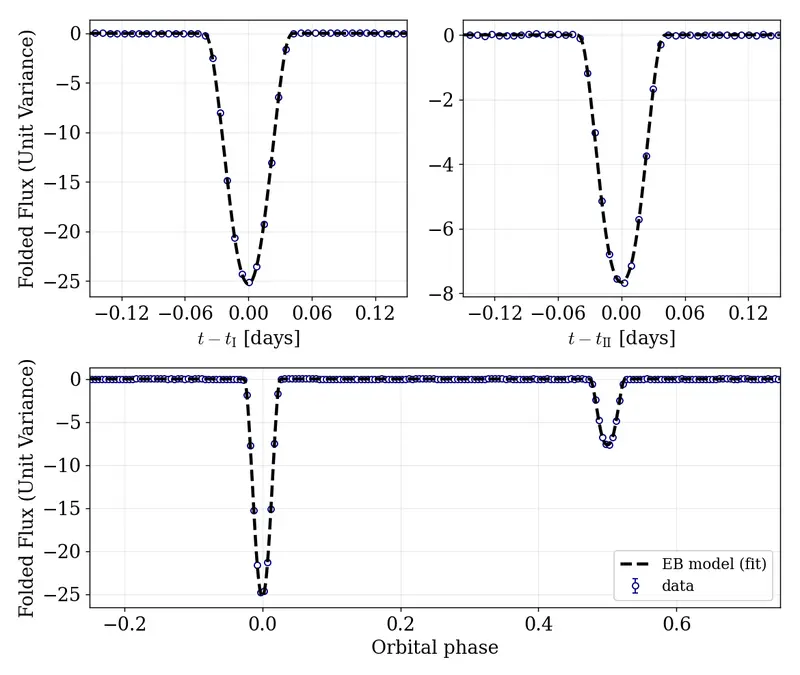 Folded Flux (Unit Variance)
0
−5
−10
−15
−20
−25
−0.12 −0.06 0.00 0.06 0.12
t − tI [days]
0
−2
−4
−6
−8
−0.12 −0.06 0.00 0.06 0.12
t − tII [days]
Folded Flux (Unit Variance)
0
−5
−10
−15
−20
−25
−0.2 0.0 0.2 0.4 0.6
Orbital phase
EB model (fit)
data